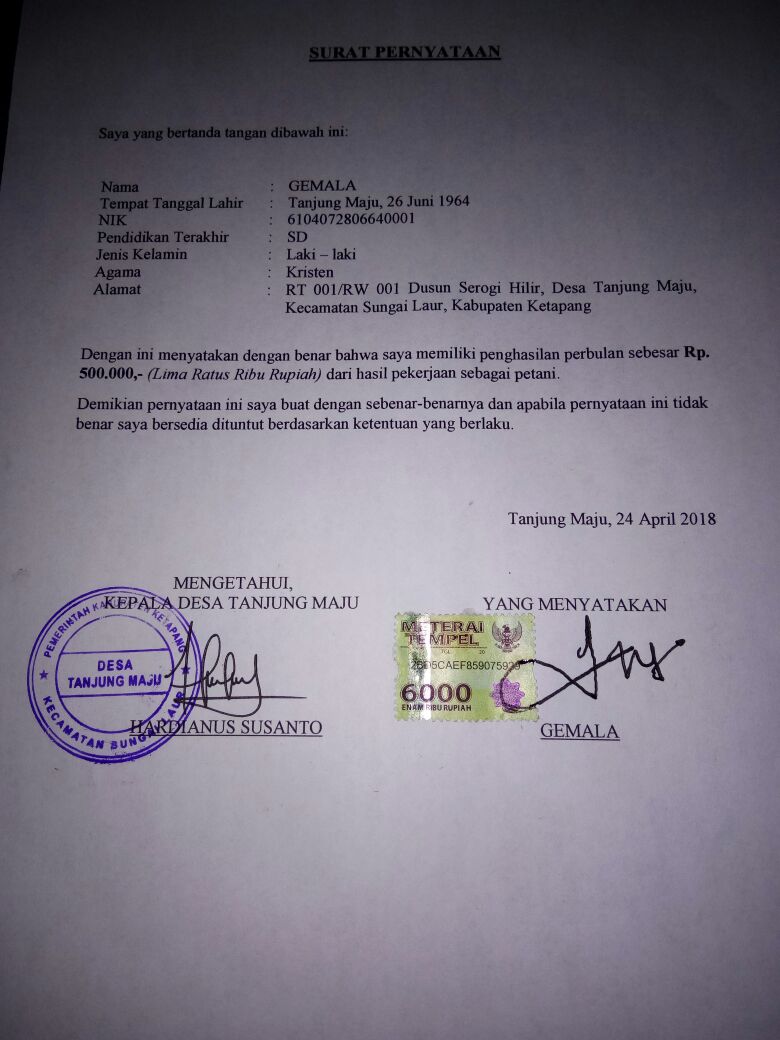 SURAT PERNYATAAN
Saya yang bertanda tangan dibawah ini:
Nama : GEMALA
Tempat Tanggal Lahir : Tanjung Maju, 26 Juni 1964
NIK : 6104072806640001
Pendidikan Terakhir : SD
Jenis Kelamin : Laki – laki
Agama : Kristen
Alamat : RT 001/RW 001 Dusun Serogi Hilir, Desa Tanjung Maju,
Kecamatan Sungai Laur, Kabupaten Ketapang
Dengan ini menyatakan dengan benar bahwa saya memiliki penghasilan perbulan sebesar Rp.
500.000,- (Lima Ratus Ribu Rupiah) dari hasil pekerjaan sebagai petani.
Demikian pernyataan ini saya buat dengan sebenar-benarnya dan apabila pernyataan ini tidak
benar saya bersedia dituntut berdasarkan ketentuan yang berlaku.
Tanjung Maju, 24 April 2018
MENGETAHUI,
KEPALA DESA TANJUNG MAJU
PEMERINTAH KABUPATEN KETAPANG
DESA
TANJUNG MAJU
KECAMATAN SUNGAI LAUR
HARDIANUS SUSANTO
YANG MENYATAKAN
METERAI
TEMPEL
TGL. 20
6000
ENAM RIBU RUPIAH
GEMALA